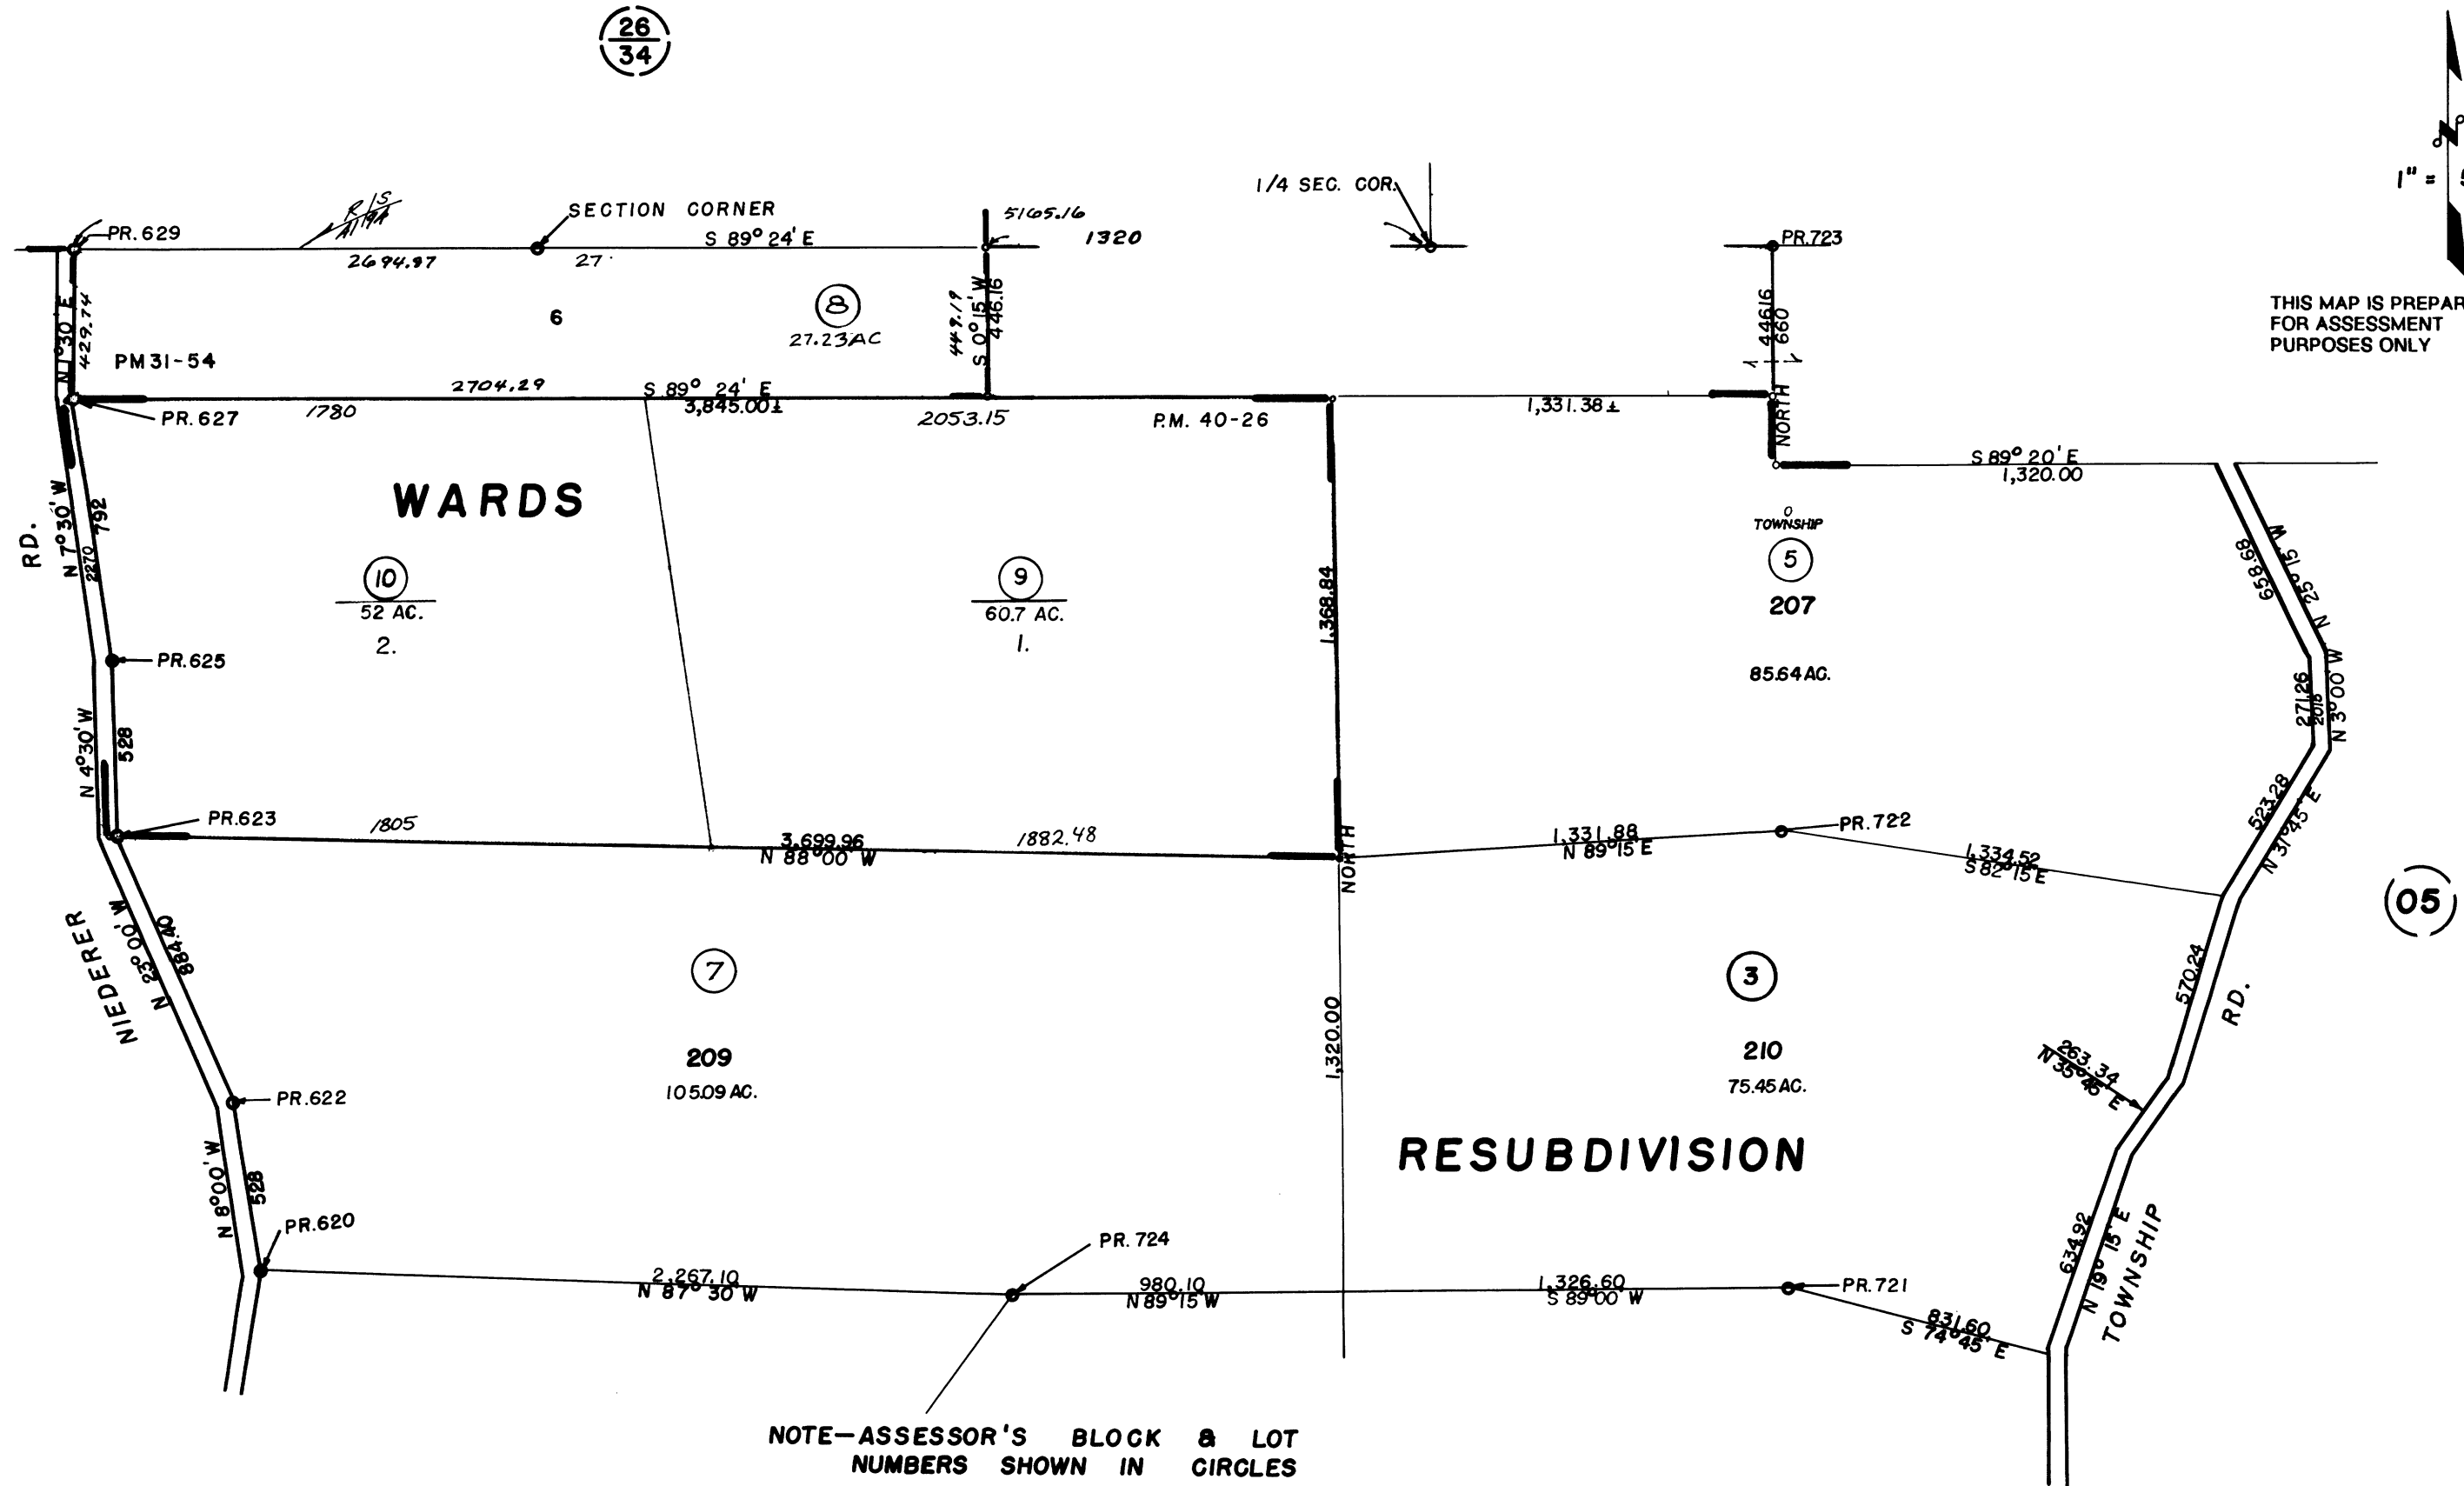 26
34
1" =
THIS MAP IS PREPAR
FOR ASSESSMENT
PURPOSES ONLY
1/4 SEC. COR.
R/S
SECTION CORNER
5165.16
PR.629
S 89° 24' E
1320
PR.723
2694.97
27
N 1° 30' E
429.74
6
8
27.23 AC
449.19
S 0° 15' W
446.16
44616
660
PM 31-54
2704.29
S 89° 24' E
3,845.00±
1780
PR.627
2053.15
P.M. 40-26
1,331.38±
NORTH
S 89° 20' E
1,320.00
WARDS
RD.
N 7° 30' W
792
2270
10
52 AC.
2.
9
60.7 AC.
1.
1,368.84
O
TOWNSHIP
5
207
85.64 AC.
658.68
N 25° 15' W
PR.625
N 4° 30' W
528
271.26
2018
N 3° 00' W
PR.623
1805
3,699.96
N 88° 00' W
1882.48
NORTH
1,331.88
N 89° 15' E
PR.722
1,334.52
S 82° 15' E
523.28
N 31° 45' E
05
NIEDERER
N 23° 00' W
884.40
7
209
105.09 AC.
1,320.00
3
210
75.45 AC.
570.24
RD.
263.34
N 35° 45' E
PR.622
N 8° 00' W
528
RESUBDIVISION
PR.620
2,267.10
N 87° 30' W
PR. 724
980.10
N 89° 15' W
1,326.60
S 89° 00' W
PR.721
831.60
S 74° 45' E
634.92
N 19° 15' E
TOWNSHIP
NOTE—ASSESSOR'S BLOCK & LOT
NUMBERS SHOWN IN CIRCLES